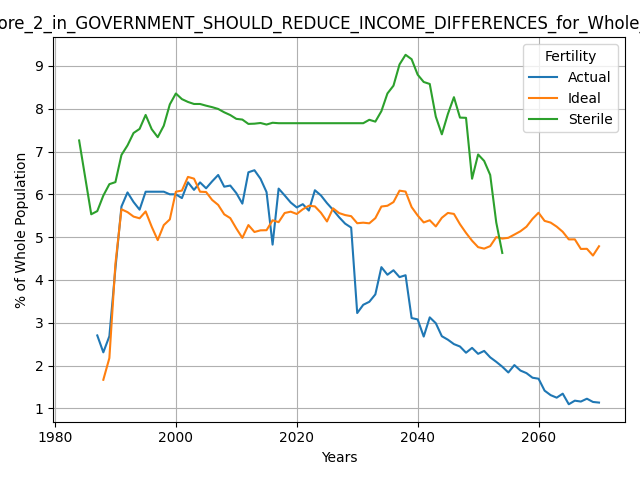 ore_2_in_GOVERNMENT_SHOULD_REDUCE_INCOME_DIFFERENCES_for_Whole_
Fertility
Actual
Ideal
Sterile
% of Whole Population
9
8
7
6
5
4
3
2
1
1980
2000
2020
2040
2060
Years